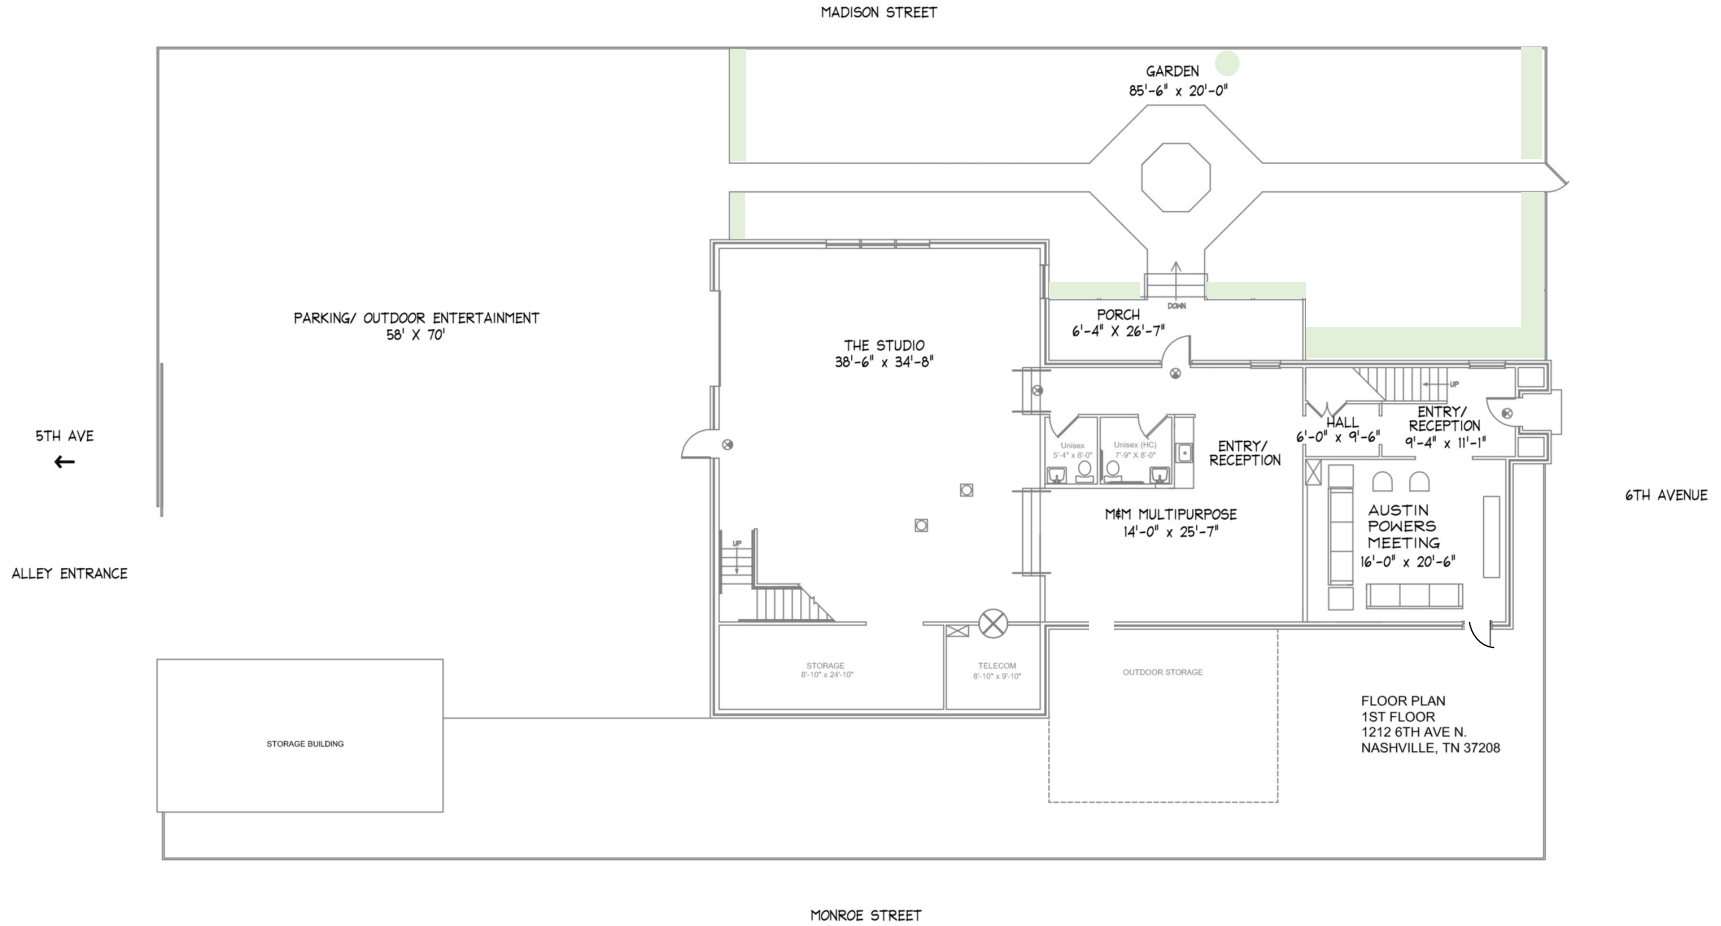 MADISON STREET
GARDEN
85'-6" x 20'-0"
DOWN
PORCH
6'-4" X 26'-7"
PARKING/ OUTDOOR ENTERTAINMENT
58' X 70'
THE STUDIO
38'-6" x 34'-8"
UP
5TH AVE
HALL
6'-0" x 9'-6"
ENTRY/
RECEPTION
9'-4" x 11'-1"
Unisex
5'-4" x 8'-0"
Unisex (HC)
7'-9" X 8'-0"
ENTRY/
RECEPTION
6TH AVENUE
M&M MULTIPURPOSE
14'-0" x 25'-7"
AUSTIN
POWERS
MEETING
16'-0" x 20'-6"
UP
ALLEY ENTRANCE
STORAGE
8'-10" x 24'-10"
TELECOM
8'-10" x 9'-10"
OUTDOOR STORAGE
FLOOR PLAN
1ST FLOOR
1212 6TH AVE N.
NASHVILLE, TN 37208
STORAGE BUILDING
MONROE STREET